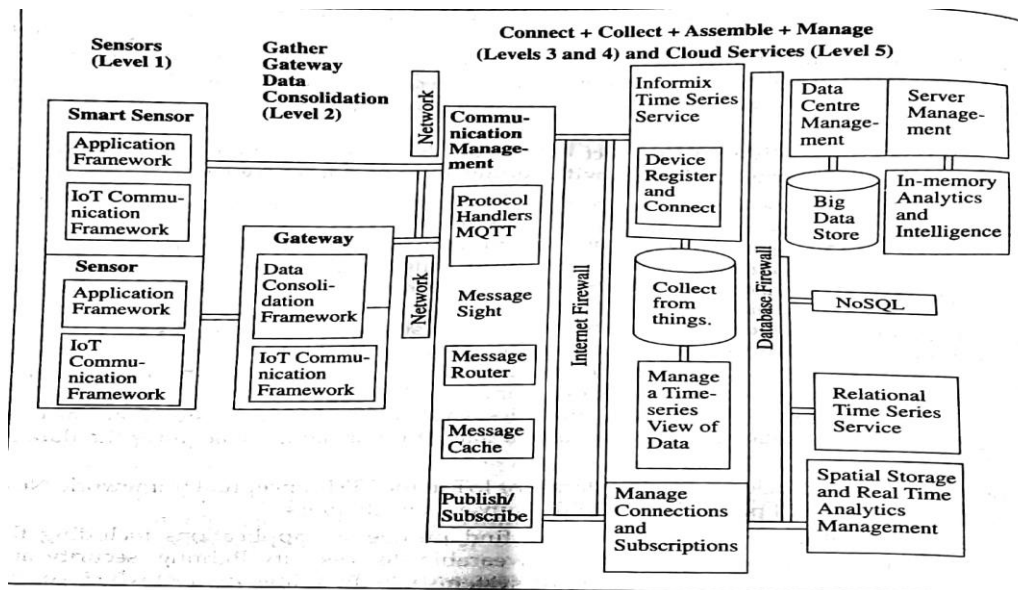 Connect + Collect + Assemble + Manage
(Levels 3 and 4) and Cloud Services (Level 5)
Sensors
(Level 1)
Gather
Gateway
Data
Consolidation
(Level 2)
Smart Sensor
Application
Framework
IoT Commu-
nication
Framework
Sensor
Application
Framework
IoT
Commu-
nication
Framework
Gateway
Data
Consoli-
dation
Framework
IoT Commu-
nication
Framework
Network
Network
Commu-
nication
Manage-
ment
Protocol
Handlers
MQTT
Message
Sight
Message
Router
Message
Cache
Publish/
Subscribe
Internet Firewall
Informix
Time Series
Service
Device
Register
and
Connect
Collect
from
things.
Manage
a Time-
series
View of
Data
Manage
Connections
and
Subscriptions
Database Firewall
Data
Centre
Manage-
ment
Server
Manage-
ment
Big
Data
Store
In-memory
Analytics
and
Intelligence
NoSQL
Relational
Time Series
Service
Spatial Storage
and Real Time
Analytics
Management